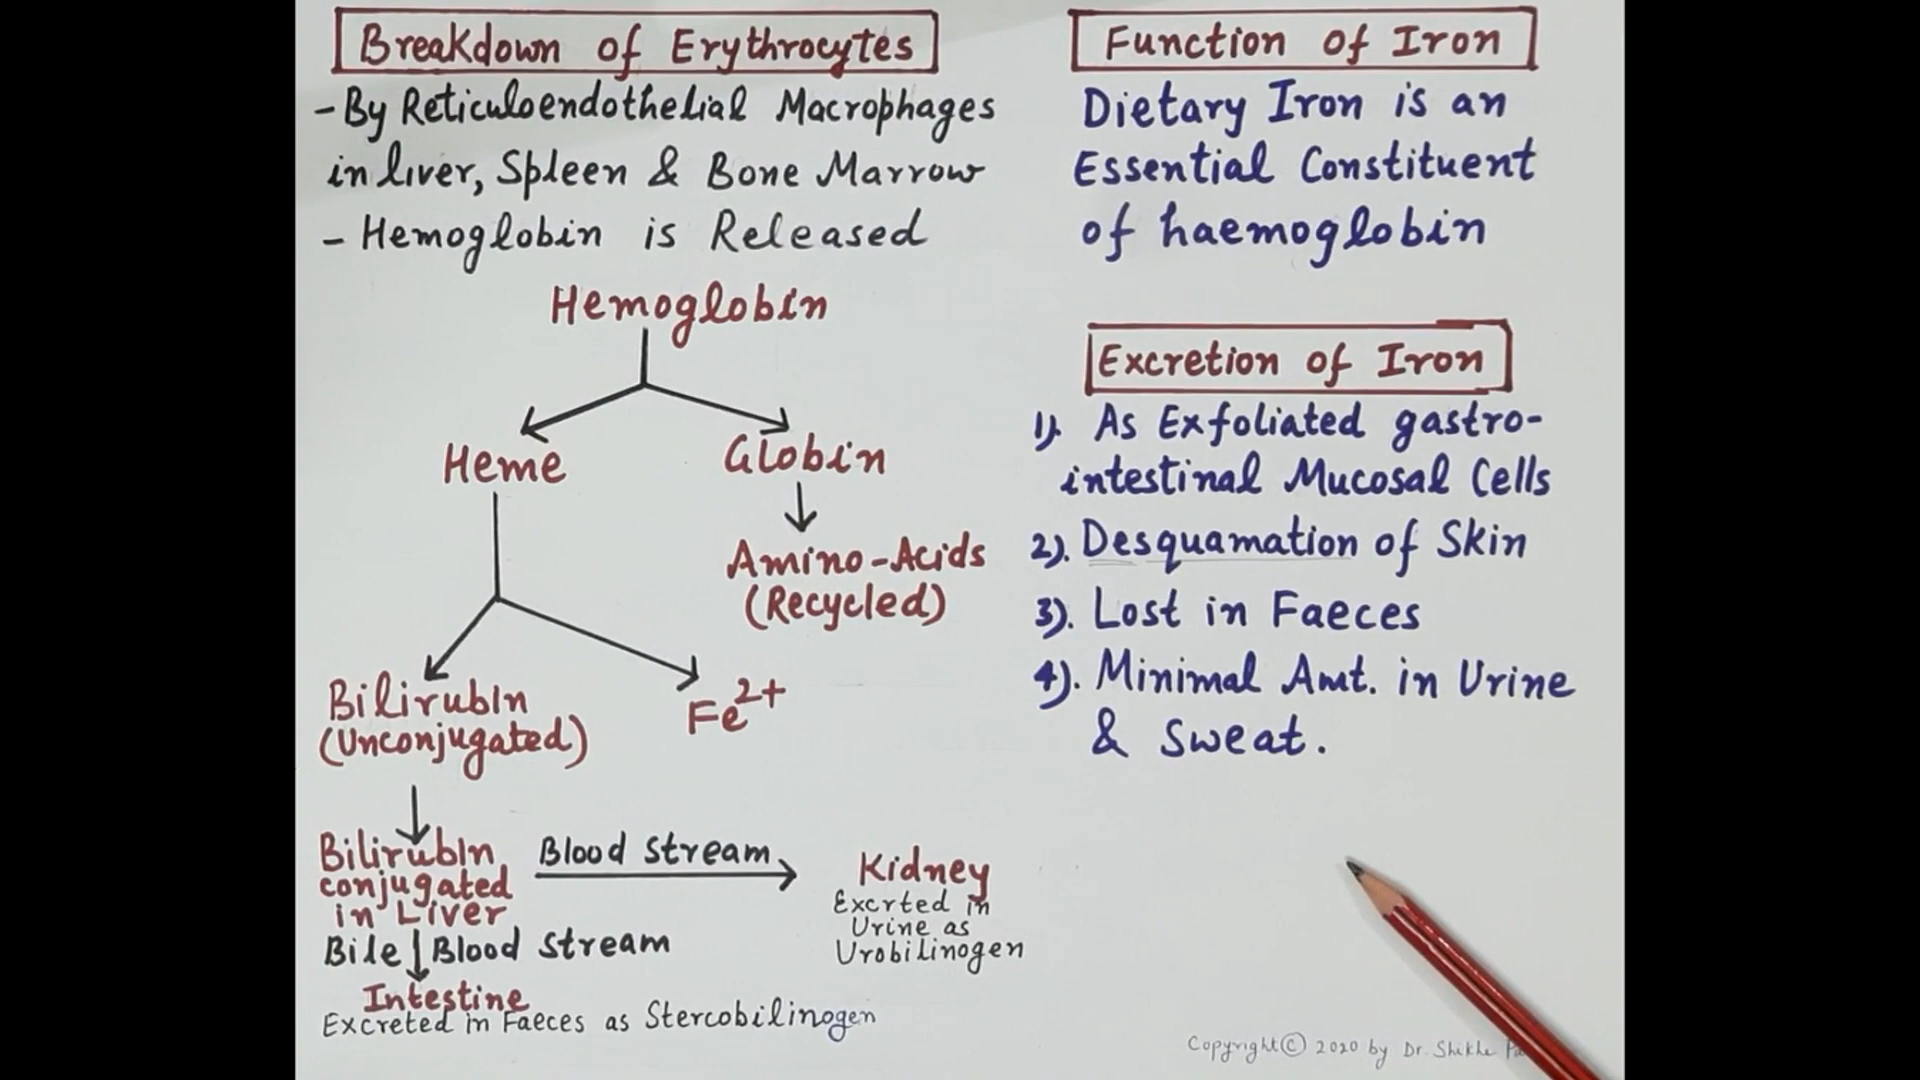 Breakdown of Erythrocytes
- By Reticuloendothelial Macrophages
in liver, Spleen & Bone Marrow
- Hemoglobin is Released
Hemoglobin
Heme
Globin
Amino-Acids
(Recycled)
Bilirubin
(Unconjugated)
Fe2+
Bilirubin
conjugated
in Liver
Blood Stream
Kidney
Excrted in
Urine as
Urobilinogen
Bile Blood Stream
Intestine
Excreted in Faeces as Stercobilinogen
Function of Iron
Dietary Iron is an
Essential Constituent
of haemoglobin
Excretion of Iron
1). As Exfoliated gastro-
intestinal Mucosal Cells
2). Desquamation of Skin
3). Lost in Faeces
4). Minimal Amt. in Urine
& Sweat.
Copyright© 2020 by Dr. Shikha